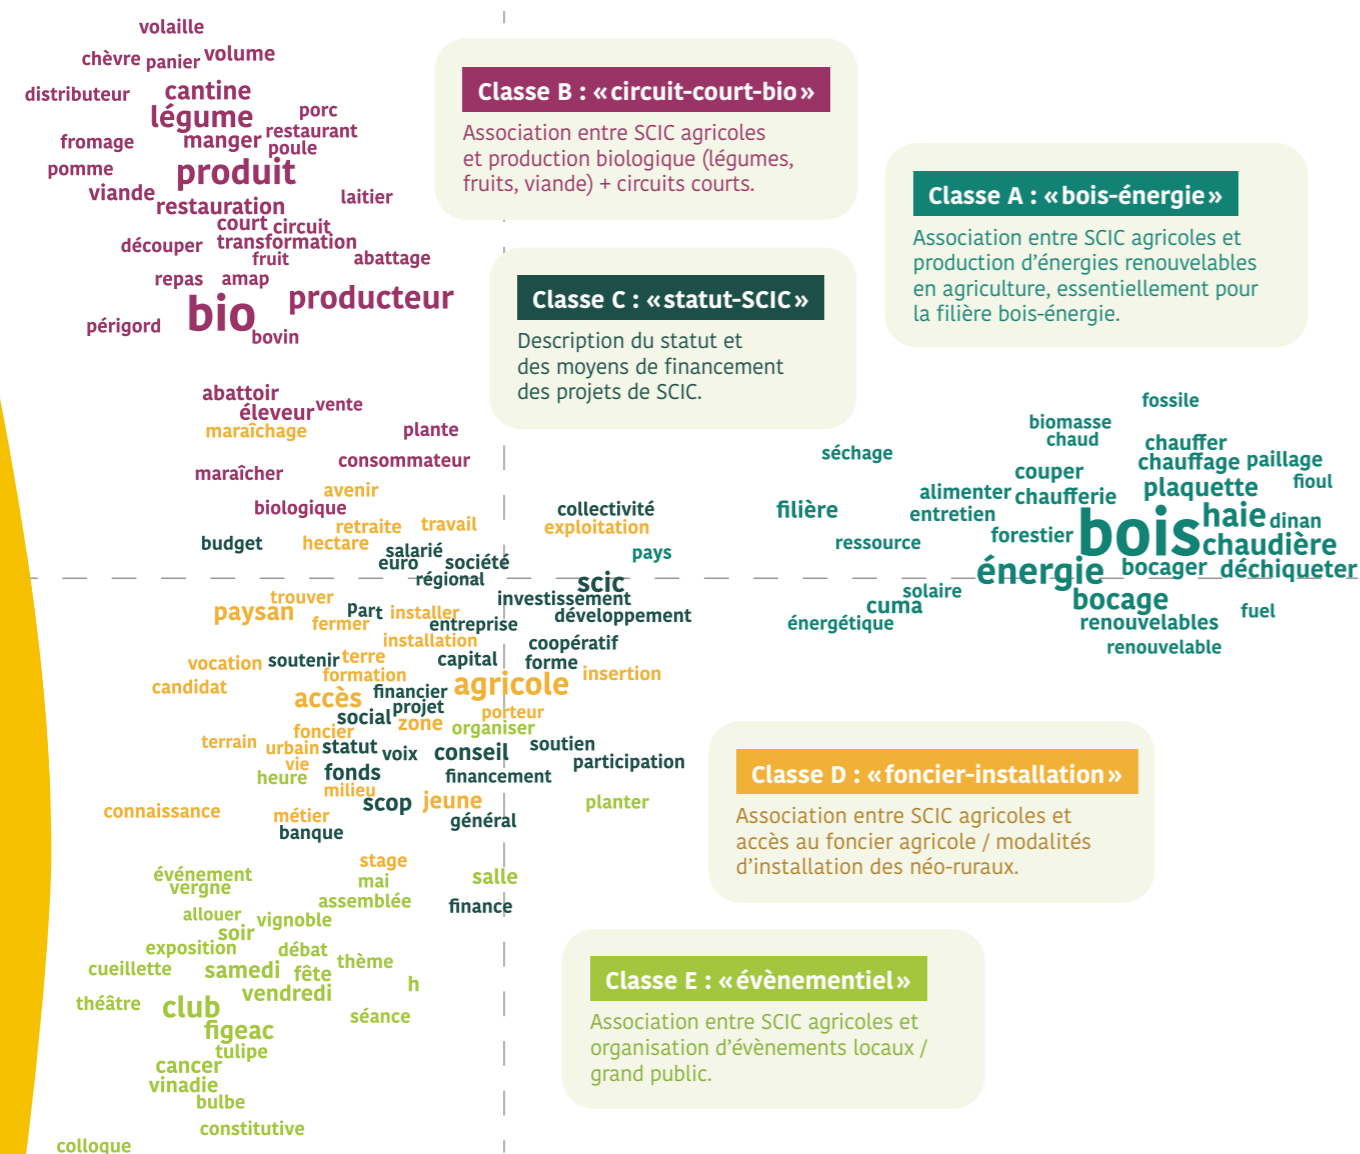 volaille
chèvre panier volume
distributeur cantine
légume porc
fromage manger restaurant
poule
pomme produit
viande laitier
restauration
court circuit
découper transformation
fruit abattage
repas amap
bio producteur
périgord bovin
abattoir
éleveur vente
maraîchage plante
maraîcher consommateur
avenir
biologique
retraite travail
budget hectare salarié
euro société
régional
Classe B : « circuit-court-bio »
Association entre SCIC agricoles
et production biologique (légumes,
fruits, viande) + circuits courts.
Classe A : « bois-énergie »
Association entre SCIC agricoles et
production d’énergies renouvelables
en agriculture, essentiellement pour
la filière bois-énergie.
Classe C : « statut-SCIC »
Description du statut et
des moyens de financement
des projets de SCIC.
collectivité
exploitation
pays
scic
investissement
développement
fossile
biomasse
chaud chauffer
séchage chauffage paillage
couper fioul
alimenter chaufferie plaquette
filière entretien haie dinan
ressource forestier bois chaudière
énergie bocager déchiqueter
solaire
cuma bocage fuel
énergétique renouvelables
renouvelable
trouver
paysan part installer
fermer entreprise
installation coopératif
vocation soutenir terre capital forme
formation insertion
candidat financier agricole
accès projet porteur
social zone organiser
foncier
terrain urbain statut voix conseil soutien
vie participation
heure fonds financement
milieu
scop jeune planter
connaissance métier général
banque
stage
événement mai salle
vergne
assemblée finance
allouer vignoble
soir
exposition débat
cueillette samedi fête thème
vendredi h
théâtre club séance
figeac
tulipe
cancer
vinadie
bulbe
constitutive
colloque
Classe D : « foncier-installation »
Association entre SCIC agricoles et
accès au foncier agricole / modalités
d’installation des néo-ruraux.
Classe E : « évènementiel »
Association entre SCIC agricoles et
organisation d’évènements locaux /
grand public.